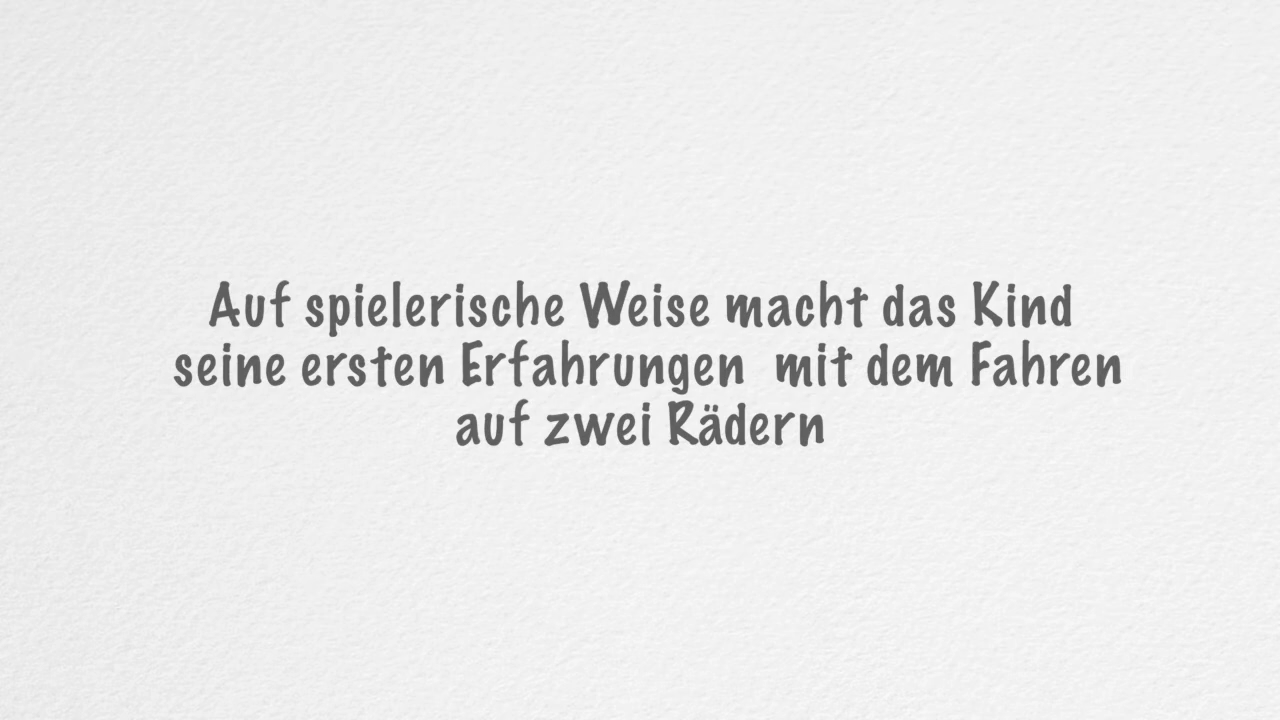 Auf spielerische Weise macht das Kind
seine ersten Erfahrungen  mit dem Fahren
auf zwei Rädern